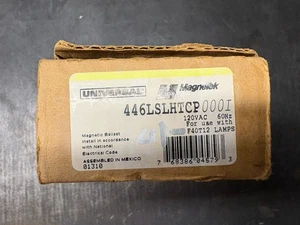 UNIVERSAL Magnetek
446LSLHTCP000I
120VAC 60Hz
For use with
F40T12 LAMPS
Magnetic Ballast
Install in accordance
with National
Electrical Code
ASSEMBLED IN MEXICO
01310